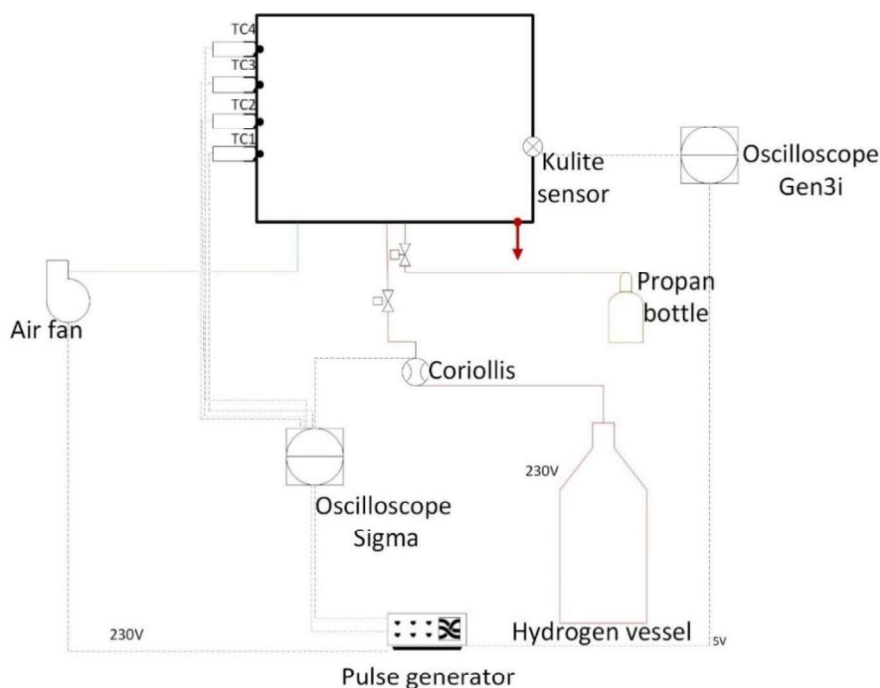 TC4
TC3
TC2
TC1
Kulite
sensor
Oscilloscope
Gen3i
Air fan
Propan
bottle
Coriollis
230V
Oscilloscope
Sigma
230V
Hydrogen vessel
5V
Pulse generator